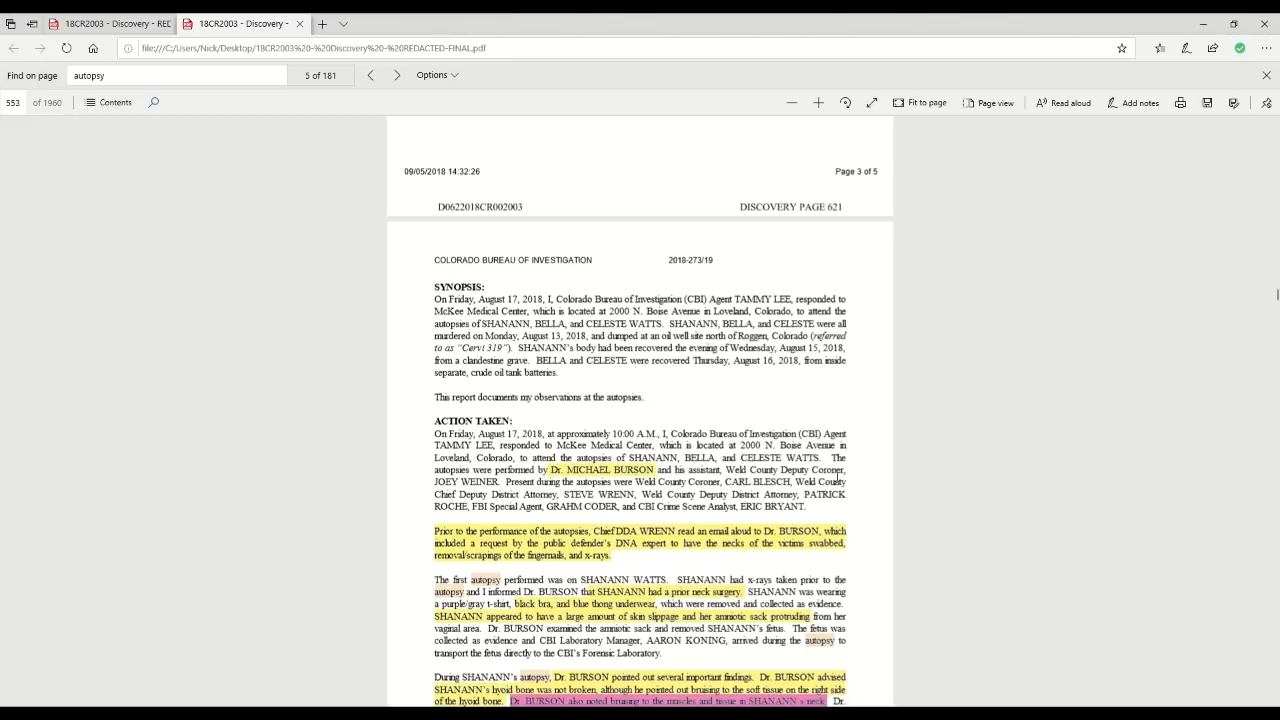 18CR2003 - Discovery - RED
18CR2003 - Discovery -
file:///C:/Users/Nick/Desktop/18CR2003%20-%20Discovery%20-%20REDACTED-FINAL.pdf
Find on page autopsy 5 of 181 Options
553 of 1960 Contents Fit to page Page view Read aloud Add notes
09/05/2018 14:32:26 Page 3 of 5
D0622018CR002003 DISCOVERY PAGE 621
COLORADO BUREAU OF INVESTIGATION 2018-273/19
SYNOPSIS:
On Friday, August 17, 2018, I, Colorado Bureau of Investigation (CBI) Agent TAMMY LEE, responded to
McKee Medical Center, which is located at 2000 N. Boise Avenue in Loveland, Colorado, to attend the
autopsies of SHANANN, BELLA, and CELESTE WATTS. SHANANN, BELLA, and CELESTE were all
murdered on Monday, August 13, 2018, and dumped at an oil well site north of Roggen, Colorado (referred
to as "Cervi 319"). SHANANN's body had been recovered the evening of Wednesday, August 15, 2018,
from a clandestine grave. BELLA and CELESTE were recovered Thursday, August 16, 2018, from inside
separate, crude oil tank batteries.
This report documents my observations at the autopsies.
ACTION TAKEN:
On Friday, August 17, 2018, at approximately 10:00 A.M., I, Colorado Bureau of Investigation (CBI) Agent
TAMMY LEE, responded to McKee Medical Center, which is located at 2000 N. Boise Avenue in
Loveland, Colorado, to attend the autopsies of SHANANN, BELLA, and CELESTE WATTS. The
autopsies were performed by Dr. MICHAEL BURSON and his assistant, Weld County Deputy Coroner,
JOEY WEINER. Present during the autopsies were Weld County Coroner, CARL BLESCH, Weld County
Chief Deputy District Attorney, STEVE WRENN, Weld County Deputy District Attorney, PATRICK
ROCHE, FBI Special Agent, GRAHM CODER, and CBI Crime Scene Analyst, ERIC BRYANT.
Prior to the performance of the autopsies, Chief DDA WRENN read an email aloud to Dr. BURSON, which
included a request by the public defender's DNA expert to have the necks of the victims swabbed,
removal/scrapings of the fingernails, and x-rays.
The first autopsy performed was on SHANANN WATTS. SHANANN had x-rays taken prior to the
autopsy and I informed Dr. BURSON that SHANANN had a prior neck surgery. SHANANN was wearing
a purple/gray t-shirt, black bra, and blue thong underwear, which were removed and collected as evidence.
SHANANN appeared to have a large amount of skin slippage and her amniotic sack protruding from her
vaginal area. Dr. BURSON examined the amniotic sack and removed SHANANN's fetus. The fetus was
collected as evidence and CBI Laboratory Manager, AARON KONING, arrived during the autopsy to
transport the fetus directly to the CBI's Forensic Laboratory.
During SHANANN's autopsy, Dr. BURSON pointed out several important findings. Dr. BURSON advised
SHANANN's hyoid bone was not broken, although he pointed out bruising to the soft tissue on the right side
of the hyoid bone. Dr. BURSON also noted bruising to the muscles and tissue in SHANANN's neck. Dr.